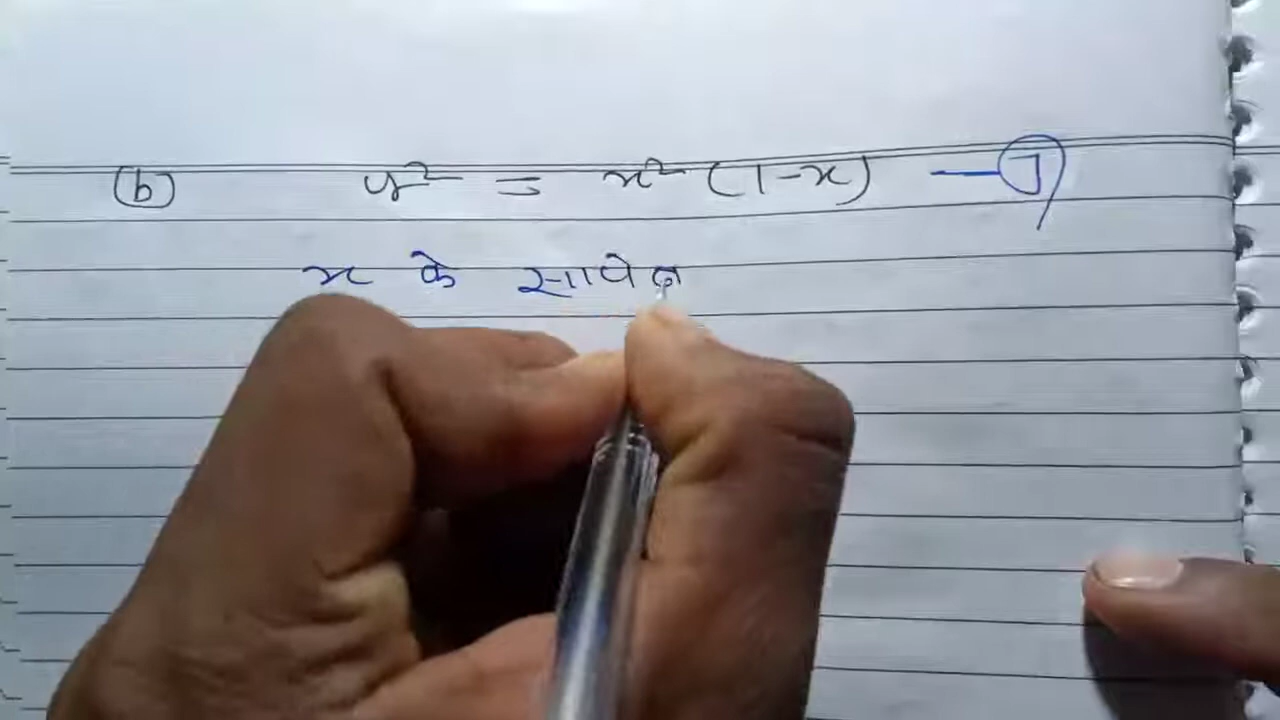 (b) y² = x² (1-x) — 1
x के सापेक्ष